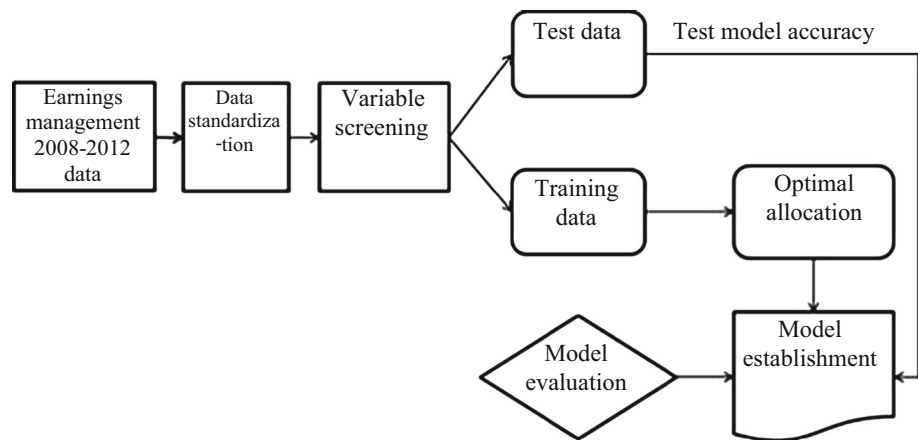 Earnings
management
2008-2012
data
Data
standardiza
-tion
Variable
screening
Test data
Test model accuracy
Training
data
Optimal
allocation
Model
evaluation
Model
establishment